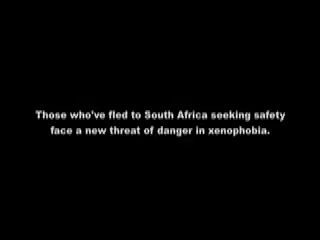 Those who've fled to South Africa seeking safety
face a new threat of danger in xenophobia.